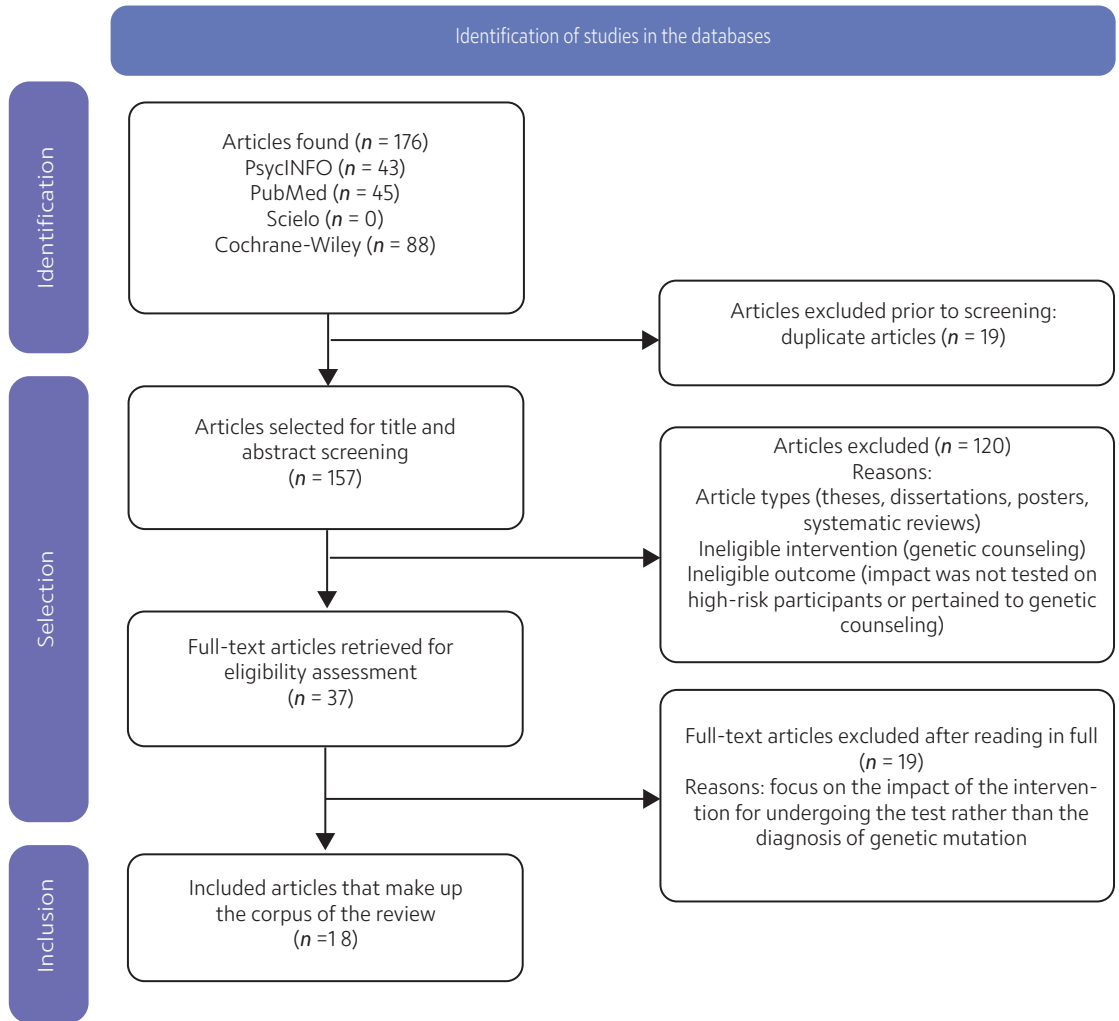 Identification of studies in the databases
Identification
Articles found (n = 176)
PsycINFO (n = 43)
PubMed (n = 45)
Scielo (n = 0)
Cochrane-Wiley (n = 88)
Articles excluded prior to screening:
duplicate articles (n = 19)
Selection
Articles selected for title and
abstract screening
(n = 157)
Articles excluded (n = 120)
Reasons:
Article types (theses, dissertations, posters,
systematic reviews)
Ineligible intervention (genetic counseling)
Ineligible outcome (impact was not tested on
high-risk participants or pertained to genetic
counseling)
Full-text articles retrieved for
eligibility assessment
(n = 37)
Full-text articles excluded after reading in full
(n = 19)
Reasons: focus on the impact of the interven-
tion for undergoing the test rather than the
diagnosis of genetic mutation
Inclusion
Included articles that make up
the corpus of the review
(n =1 8)